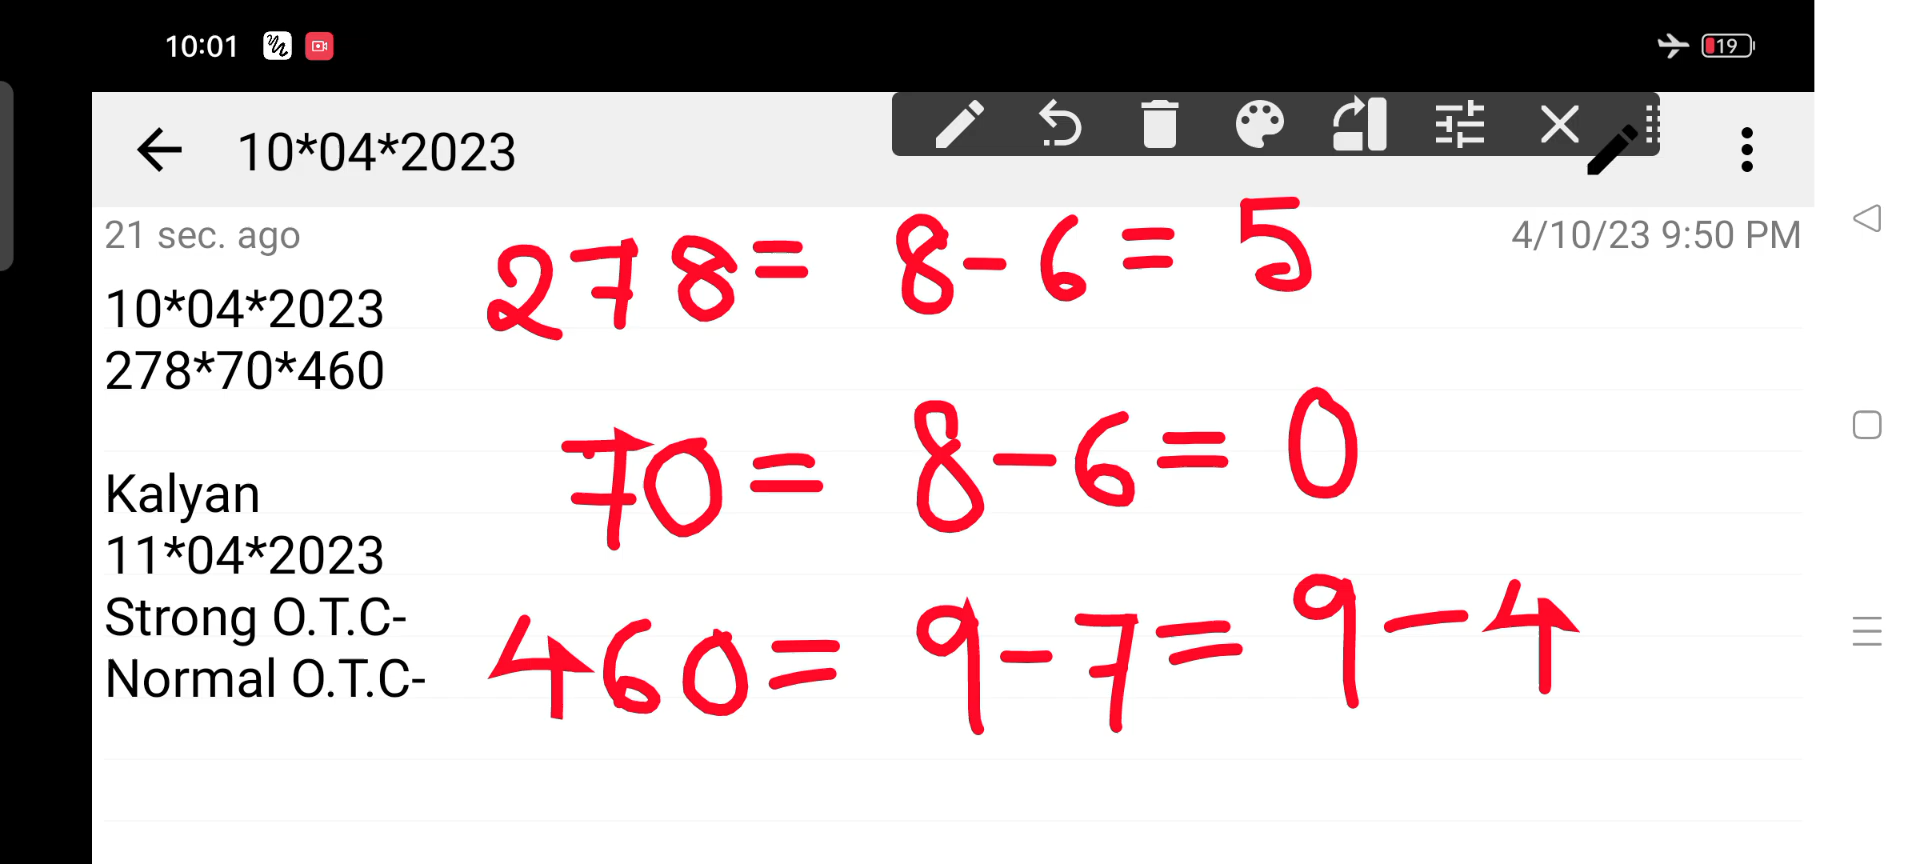 10:01
19
10*04*2023
21 sec. ago
4/10/23 9:50 PM
10*04*2023
278*70*460
Kalyan
11*04*2023
Strong O.T.C-
Normal O.T.C-
278= 8-6=5
70= 8-6=0
460= 9-7=9-4